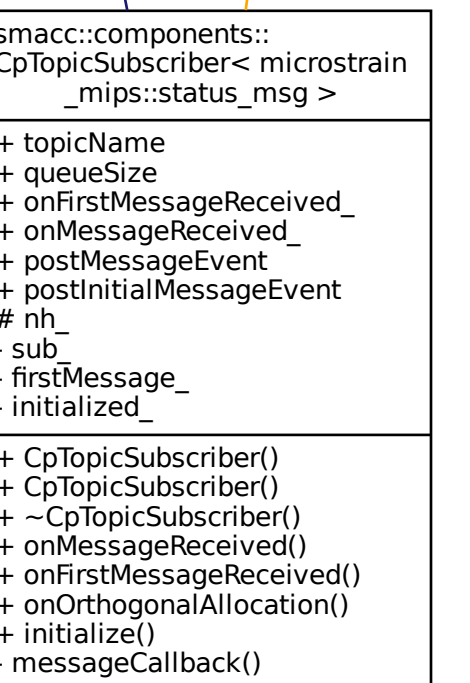 smacc::components::
CpTopicSubscriber< microstrain
_mips::status_msg >
+ topicName
+ queueSize
+ onFirstMessageReceived_
+ onMessageReceived_
+ postMessageEvent
+ postInitialMessageEvent
# nh_
- sub_
- firstMessage_
- initialized_
+ CpTopicSubscriber()
+ CpTopicSubscriber()
+ ~CpTopicSubscriber()
+ onMessageReceived()
+ onFirstMessageReceived()
+ onOrthogonalAllocation()
+ initialize()
- messageCallback()